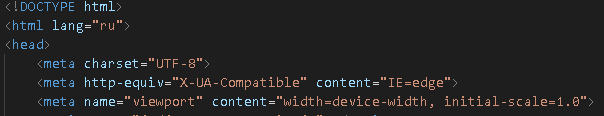 <!DOCTYPE html>
<html lang="ru">
<head>
    <meta charset="UTF-8">
    <meta http-equiv="X-UA-Compatible" content="IE=edge">
    <meta name="viewport" content="width=device-width, initial-scale=1.0">